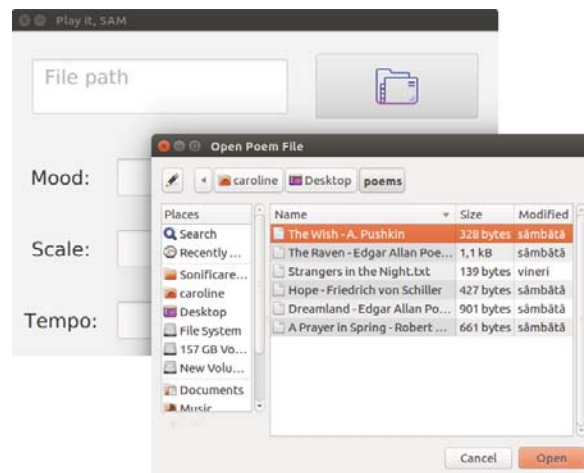 Play it, SAM
File path
Mood:
Scale:
Tempo:
Open Poem File
caroline Desktop poems
Places Name Size Modified
Search The Wish - A. Pushkin 328 bytes sâmbătă
Recently ... The Raven - Edgar Allan Poe... 1,1 kB sâmbătă
Sonificare... Strangers in the Night.txt 139 bytes vineri
caroline Hope - Friedrich von Schiller 427 bytes sâmbătă
Desktop Dreamland - Edgar Allan Po... 901 bytes sâmbătă
File System A Prayer in Spring - Robert ... 661 bytes sâmbătă
157 GB Vo...
New Volu...
Documents
Music
Cancel Open